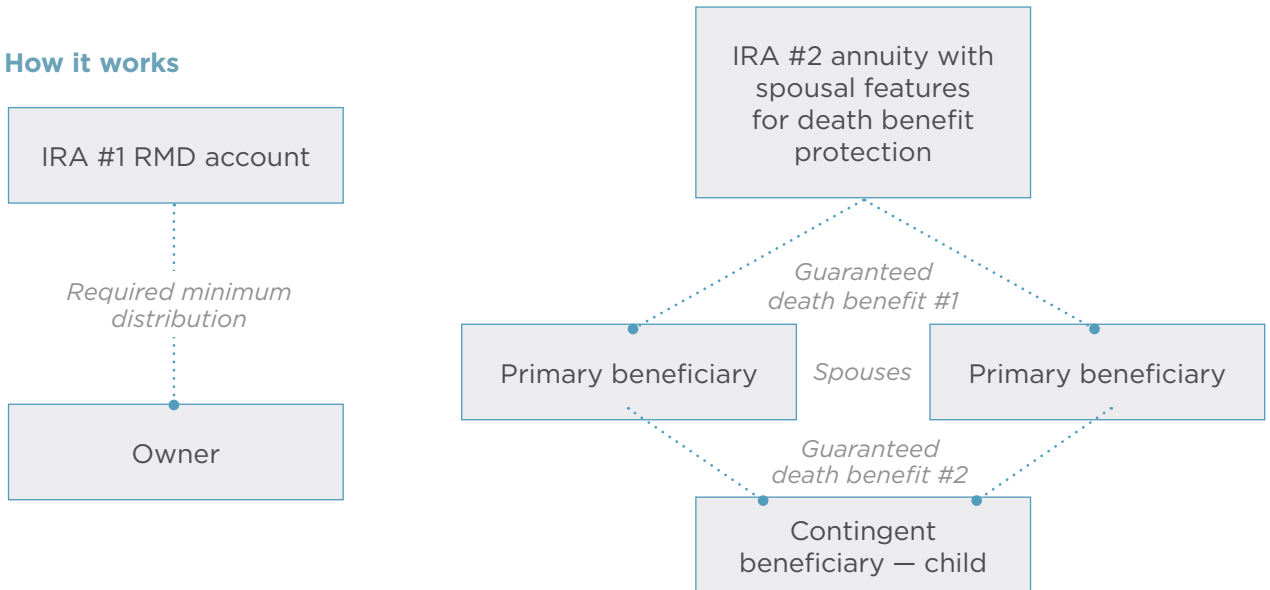 How it works
IRA #1 RMD account
Required minimum
distribution
Owner
IRA #2 annuity with
spousal features
for death benefit
protection
Guaranteed
death benefit #1
Primary beneficiary
Spouses
Primary beneficiary
Guaranteed
death benefit #2
Contingent
beneficiary — child